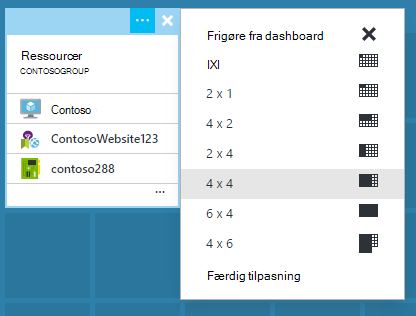 Ressourcer
CONTOSOGROUP
Contoso
ContosoWebsite123
contoso288
...
Frigøre fra dashboard
IXI
2 x 1
4 x 2
2 x 4
4 x 4
6 x 4
4 x 6
Færdig tilpasning